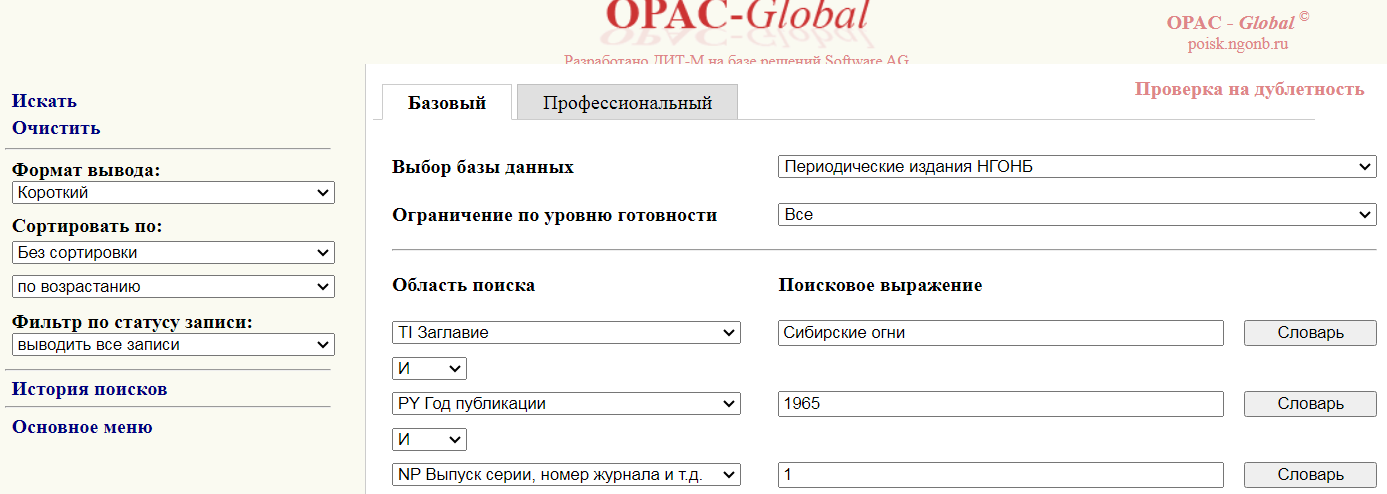 OPAC-Global
Разработано ДИТ-М на базе решений Software AG
OPAC - Global ©
poisk.ngonb.ru
Искать
Очистить
Формат вывода:
Короткий
Сортировать по:
Без сортировки
по возрастанию
Фильтр по статусу записи:
выводить все записи
История поисков
Основное меню
Базовый
Профессиональный
Проверка на дублетность
Выбор базы данных
Периодические издания НГОНБ
Ограничение по уровню готовности
Все
Область поиска
Поисковое выражение
TI Заглавие
Сибирские огни
Словарь
И
PY Год публикации
1965
Словарь
И
NP Выпуск серии, номер журнала и т.д.
1
Словарь